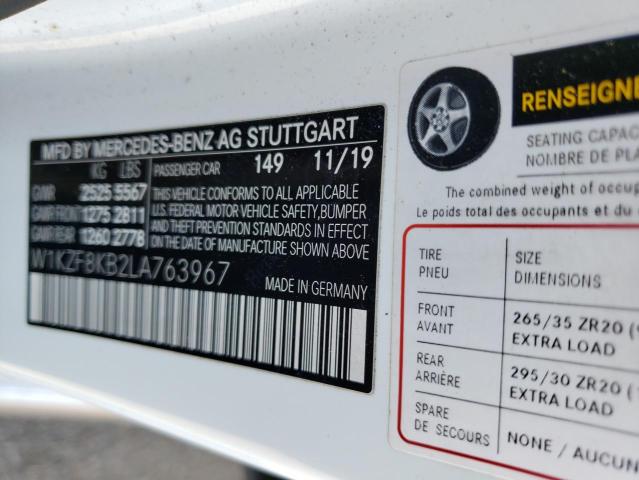 MFD BY MERCEDES-BENZ AG STUTTGART
KG LBS PASSENGER CAR 149 11/19
GVWR 2525 5567
GAWR FRONT 1275 2811
GAWR REAR 1260 2778
THIS VEHICLE CONFORMS TO ALL APPLICABLE
U.S. FEDERAL MOTOR VEHICLE SAFETY, BUMPER
AND THEFT PREVENTION STANDARDS IN EFFECT
ON THE DATE OF MANUFACTURE SHOWN ABOVE.
W1KZF8KB2LA763967
MADE IN GERMANY
RENSEIGNE
SEATING CAPAC
NOMBRE DE PLA
The combined weight of occup
Le poids total des occupants et du
TIRE SIZE
PNEU DIMENSIONS
FRONT 265/35 ZR20 (
AVANT EXTRA LOAD
REAR 295/30 ZR20 (
ARRIÈRE EXTRA LOAD
SPARE NONE / AUCUN
DE SECOURS